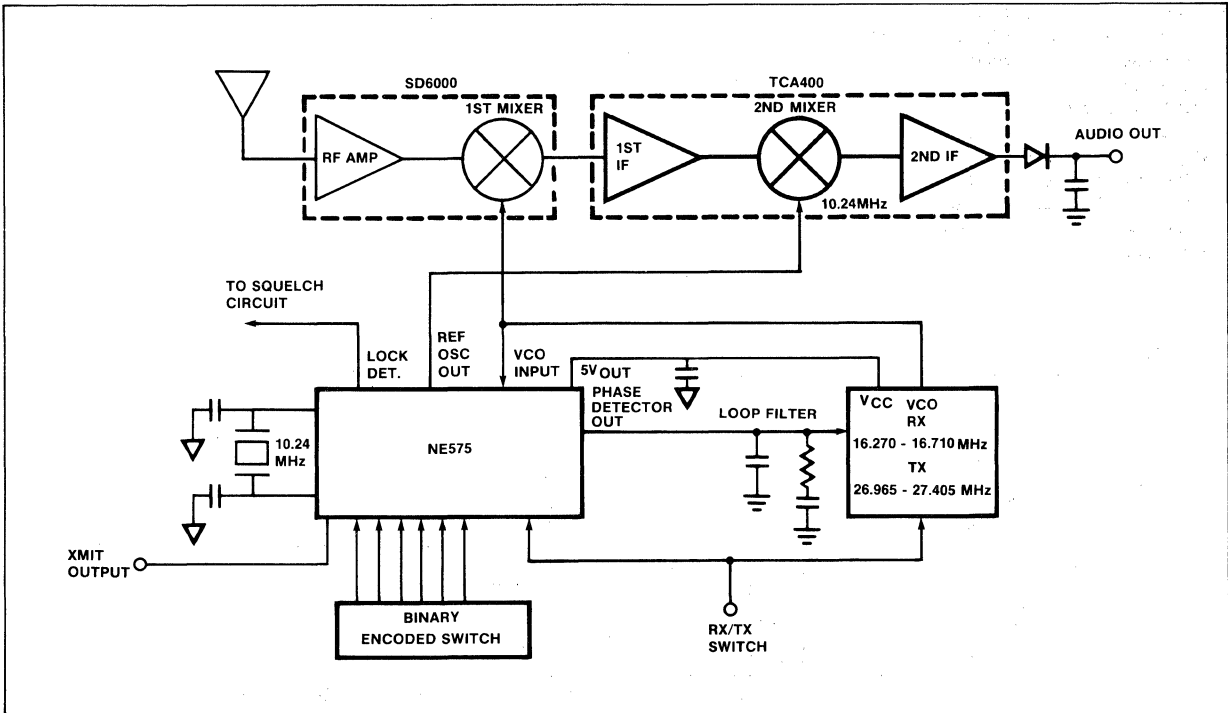 SD6000
TCA400
1ST MIXER
2ND MIXER
RF AMP
1ST
IF
2ND IF
AUDIO OUT
10.24MHz
TO SQUELCH
CIRCUIT
LOCK
DET.
REF
OSC
OUT
VCO
INPUT
5V OUT
PHASE
DETECTOR
OUT
LOOP FILTER
VCC VCO
RX
16.270 - 16.710 MHz
TX
26.965 - 27.405 MHz
10.24
MHz
NE575
XMIT
OUTPUT
BINARY
ENCODED SWITCH
RX/TX
SWITCH